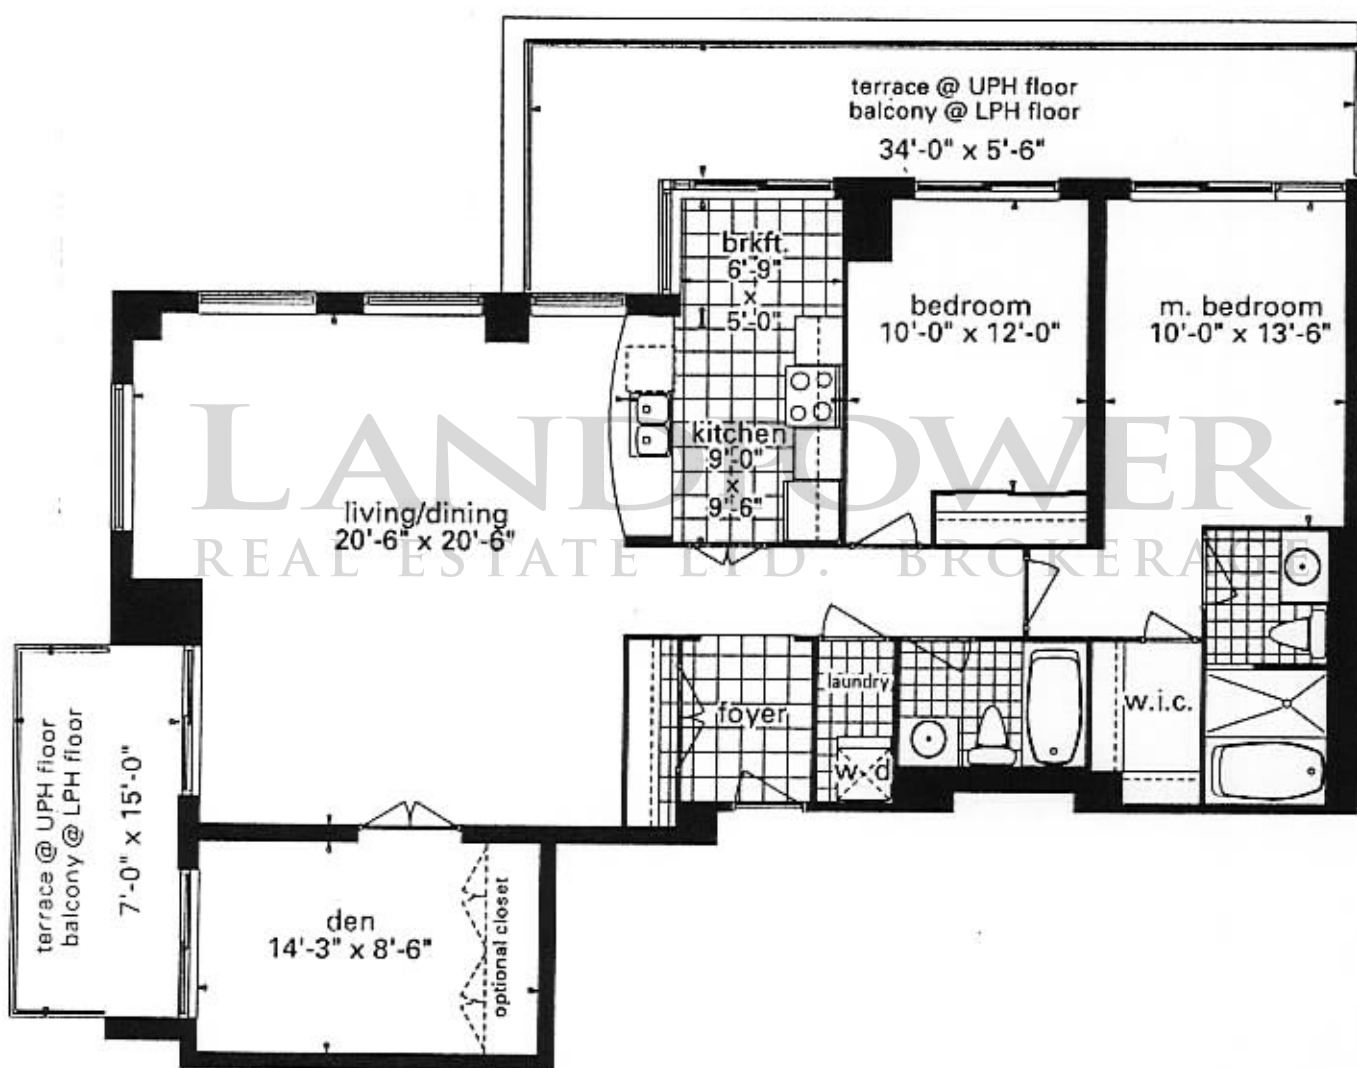 terrace @ UPH floor
balcony @ LPH floor
34'-0" x 5'-6"
brkft.
6'-9"
x
5'-0"
bedroom
10'-0" x 12'-0"
m. bedroom
10'-0" x 13'-6"
LANDPOWER
REAL ESTATE LTD. BROKERAGE
kitchen
9'-0"
x
9'-6"
living/dining
20'-6" x 20'-6"
laundry
foyer
w.i.c.
w d
terrace @ UPH floor
balcony @ LPH floor
7'-0" x 15'-0"
den
14'-3" x 8'-6"
optional closet